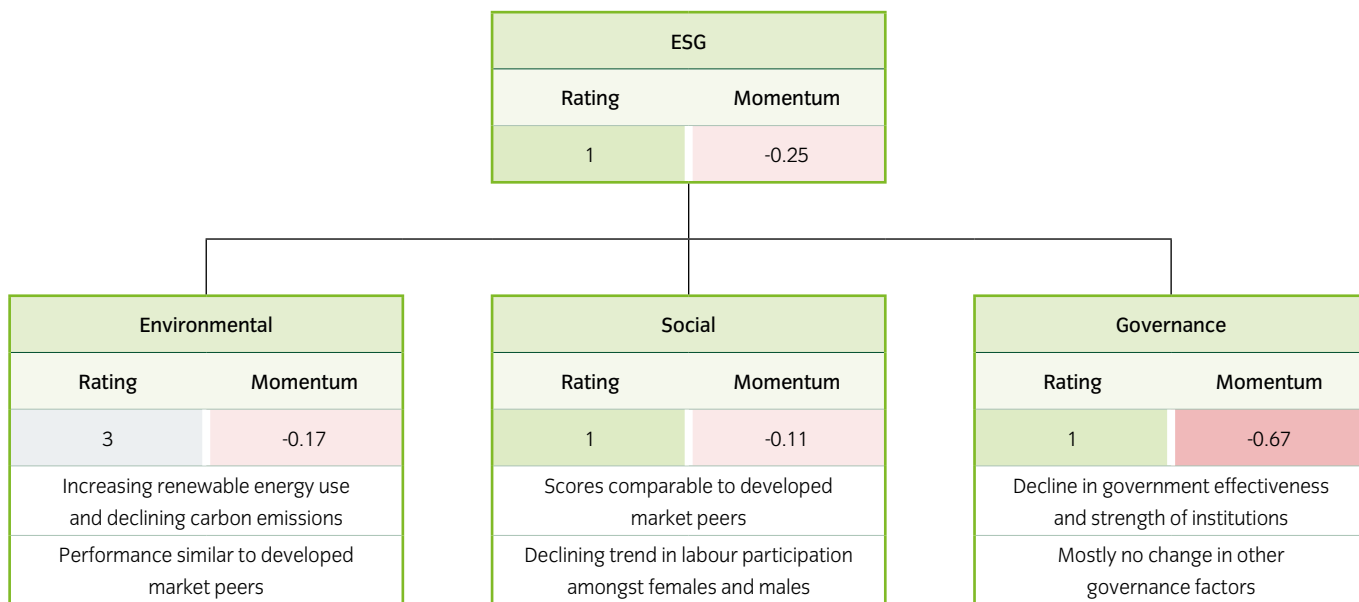 ESG
Rating Momentum
1 -0.25
Environmental
Rating Momentum
3 -0.17
Increasing renewable energy use
and declining carbon emissions
Performance similar to developed
market peers
Social
Rating Momentum
1 -0.11
Scores comparable to developed
market peers
Declining trend in labour participation
amongst females and males
Governance
Rating Momentum
1 -0.67
Decline in government effectiveness
and strength of institutions
Mostly no change in other
governance factors